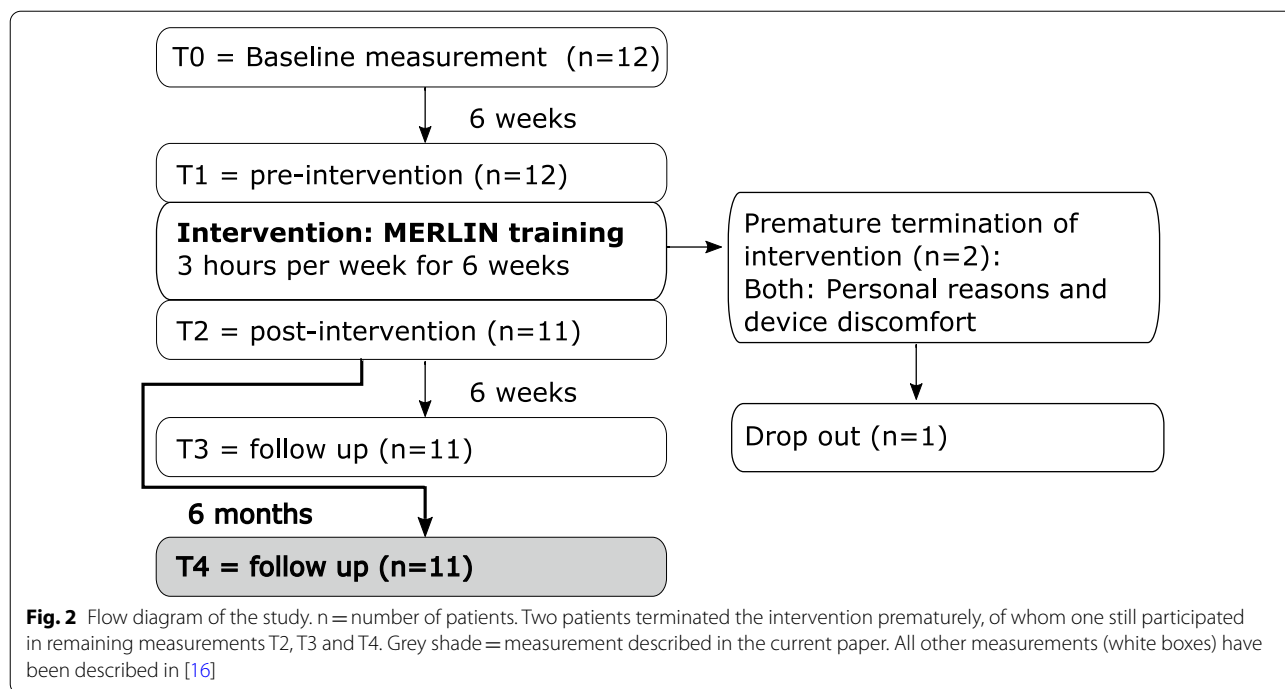 T0 = Baseline measurement (n=12)
6 weeks
T1 = pre-intervention (n=12)
Intervention: MERLIN training
3 hours per week for 6 weeks
Premature termination of
intervention (n=2):
Both: Personal reasons and
device discomfort
T2 = post-intervention (n=11)
6 weeks
Drop out (n=1)
T3 = follow up (n=11)
6 months
T4 = follow up (n=11)
Fig. 2 Flow diagram of the study. n = number of patients. Two patients terminated the intervention prematurely, of whom one still participated
in remaining measurements T2, T3 and T4. Grey shade = measurement described in the current paper. All other measurements (white boxes) have
been described in [16]